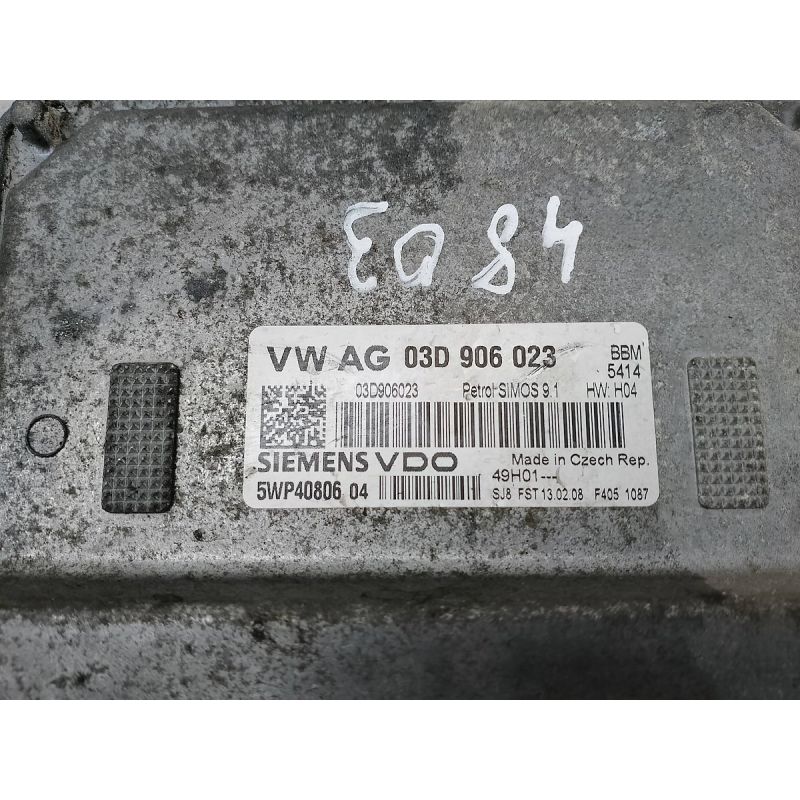 EQ 84
VW AG 03D 906 023 BBM
5414
03D906023 Petrol SIMOS 9.1 HW: H04
SIEMENS VDO Made in Czech Rep.
49H01---
5WP40806 04 SJ8 FST 13.02.08 F405 1087